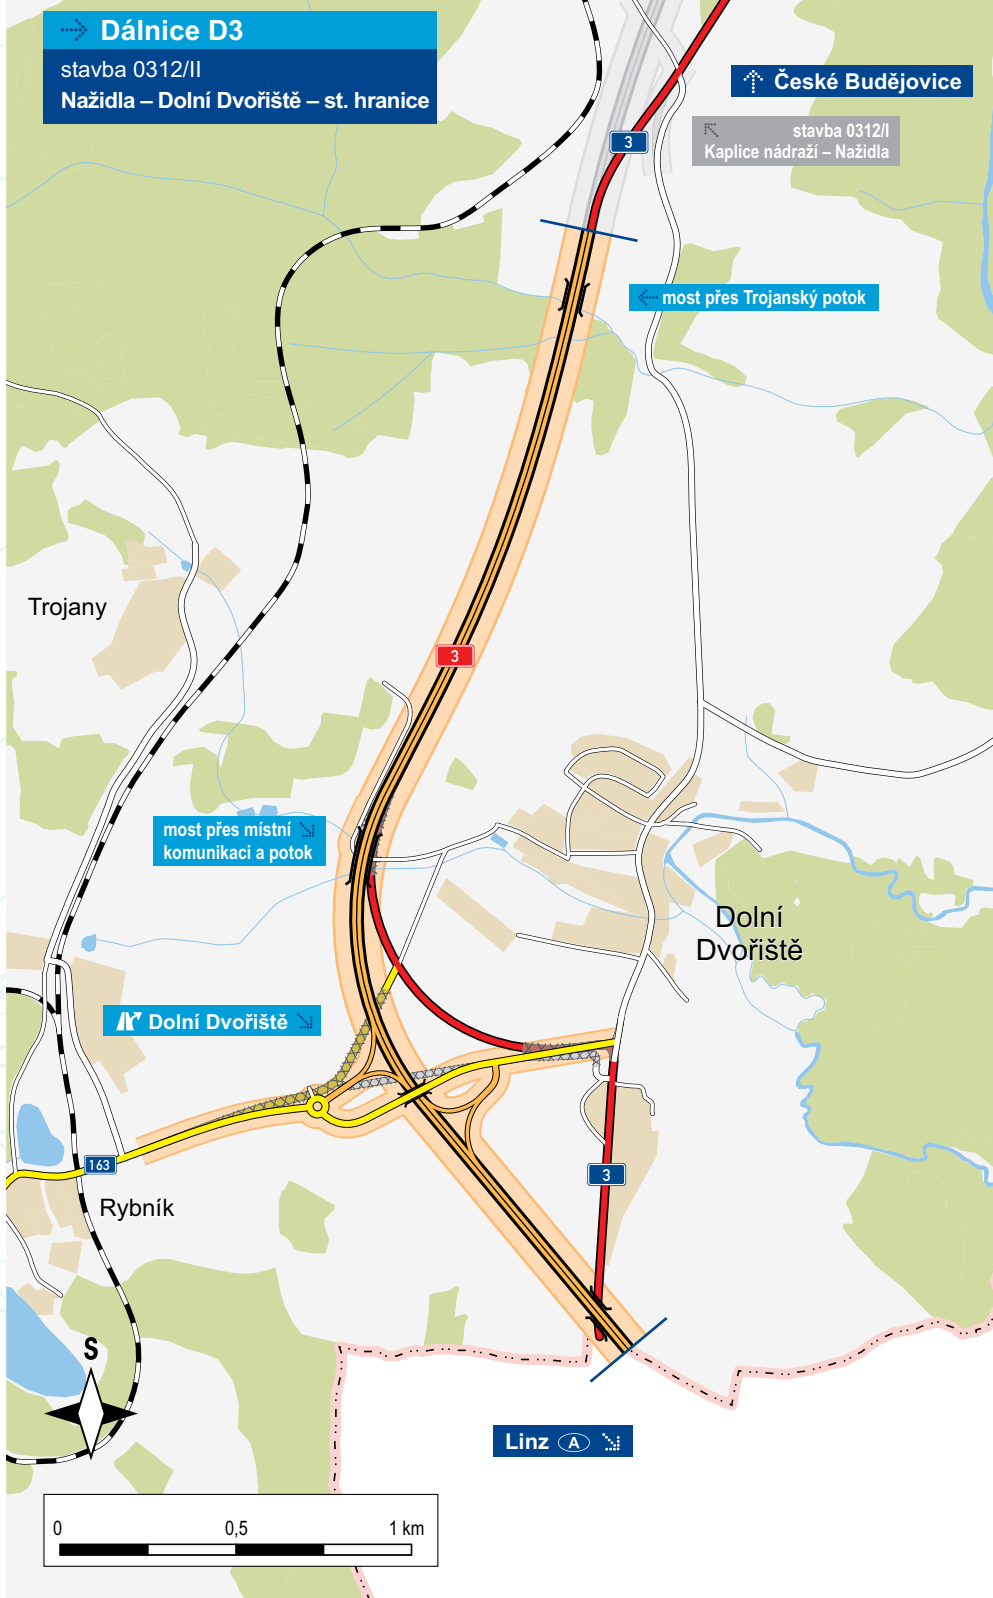 Dálnice D3
stavba 0312/II
Nažidla – Dolní Dvořiště – st. hranice
České Budějovice
stavba 0312/I
Kaplice nádraží – Nažidla
3
most přes Trojanský potok
Trojany
3
most přes místní
komunikaci a potok
Dolní
Dvořiště
Dolní Dvořiště
163
3
Rybník
S
Linz A
0 0,5 1 km